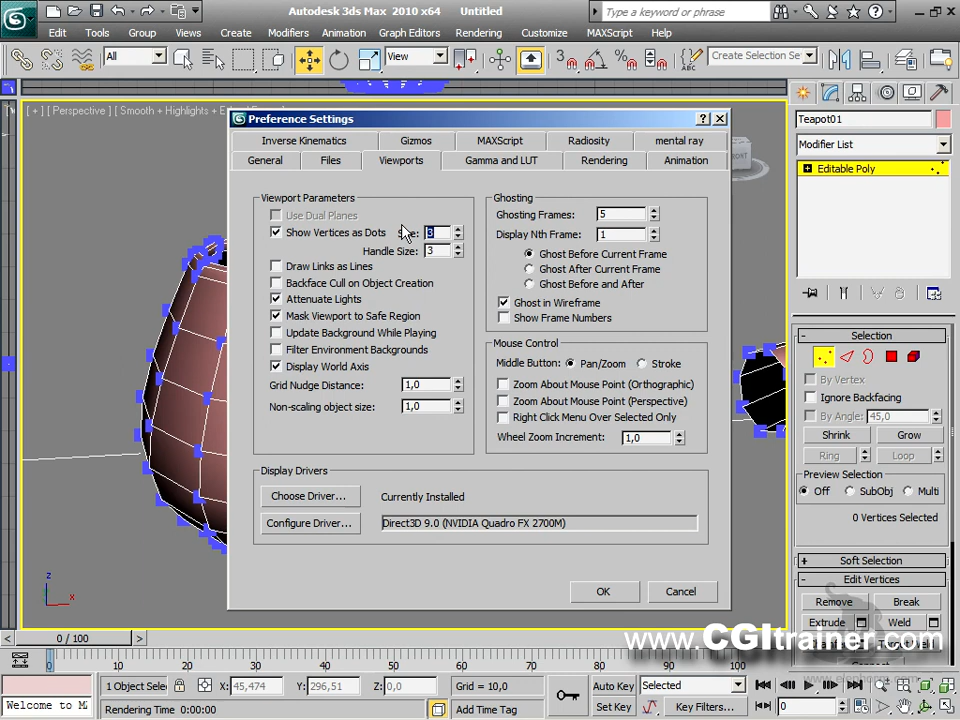 Autodesk 3ds Max 2010 x64 Untitled
Type a keyword or phrase
Edit Tools Group Views Create Modifiers Animation Graph Editors Rendering Customize MAXScript Help
All View 3 Create Selection Se
[ + ] [ Perspective ] [ Smooth + Highlights + E
Preference Settings
Inverse Kinematics Gizmos MAXScript Radiosity mental ray
General Files Viewports Gamma and LUT Rendering Animation
Viewport Parameters
Use Dual Planes
Show Vertices as Dots Size: 3
Handle Size: 3
Draw Links as Lines
Backface Cull on Object Creation
Attenuate Lights
Mask Viewport to Safe Region
Update Background While Playing
Filter Environment Backgrounds
Display World Axis
Grid Nudge Distance: 1,0
Non-scaling object size: 1,0
Ghosting
Ghosting Frames: 5
Display Nth Frame: 1
Ghost Before Current Frame
Ghost After Current Frame
Ghost Before and After
Ghost in Wireframe
Show Frame Numbers
Mouse Control
Middle Button: Pan/Zoom Stroke
Zoom About Mouse Point (Orthographic)
Zoom About Mouse Point (Perspective)
Right Click Menu Over Selected Only
Wheel Zoom Increment: 1,0
Display Drivers
Choose Driver... Currently Installed
Configure Driver... Direct3D 9.0 (NVIDIA Quadro FX 2700M)
OK Cancel
FRONT
Teapot01
Modifier List
Editable Poly
Selection
By Vertex
Ignore Backfacing
By Angle: 45,0
Shrink Grow
Ring Loop
Preview Selection
Off SubObj Multi
0 Vertices Selected
Soft Selection
Edit Vertices
Remove Break
Extrude Weld
Target Weld
Connect
z
x
0 / 100
www.CGItrainer.com
0 10 20 30 40 50 60 70 80 90 100
1 Object Selec X: 45,474 Y: 296,51 Z: 0,0 Grid = 10,0 Auto Key Selected
Welcome to M Rendering Time 0:00:00 Add Time Tag Set Key Key Filters... 0